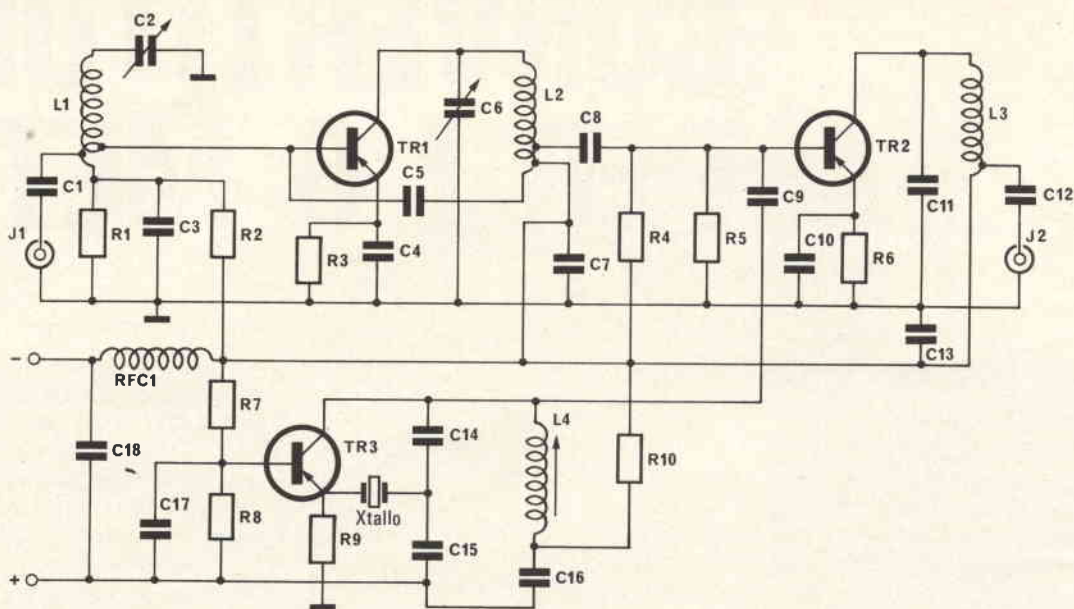 C2
L1
C6
L2
L3
C8
TR1
TR2
C1
C5
C9
C12
C11
J1
R1
C3
R2
R3
C4
C7
R4
R5
C10
R6
J2
C13
-
RFC1
R7
L4
C14
C18
TR3
R10
C17
Xtallo
R8
R9
C15
C16
+